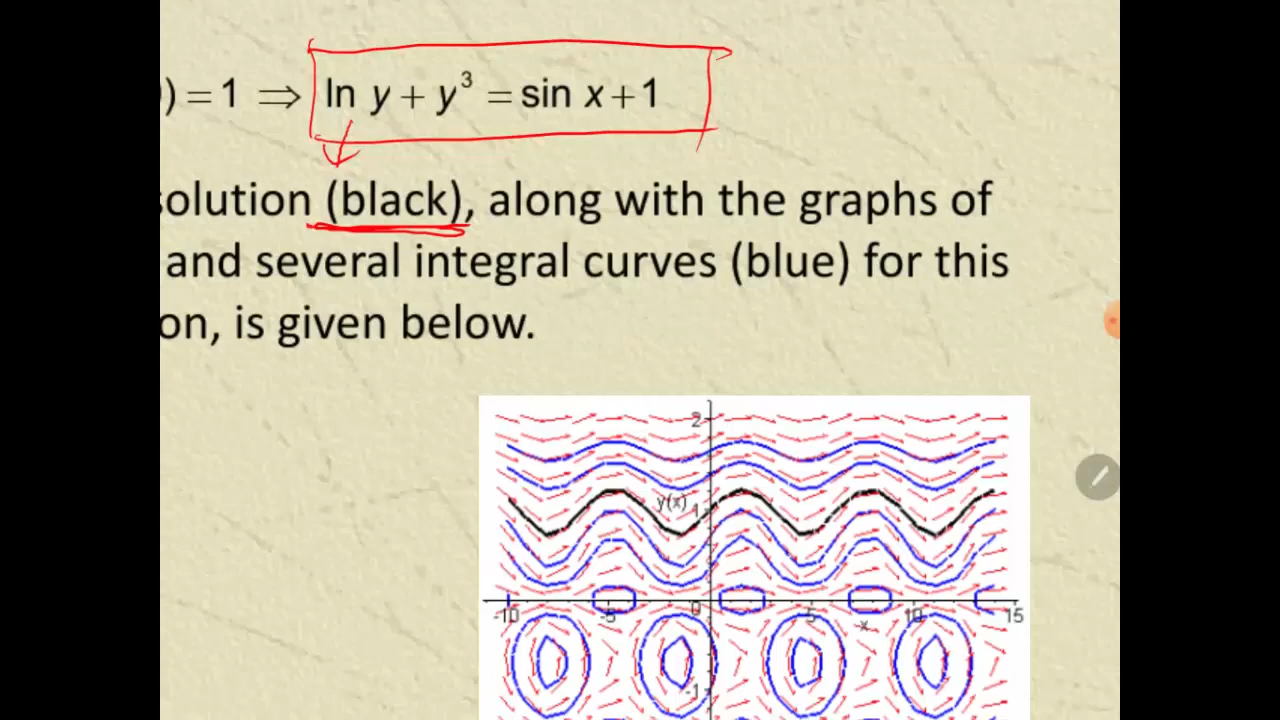 ) = 1 ⇒ ln y + y³ = sin x + 1
solution (black), along with the graphs of
and several integral curves (blue) for this
on, is given below.
2
y(x)
1
-10 -5 0 5 10 15
x
-1